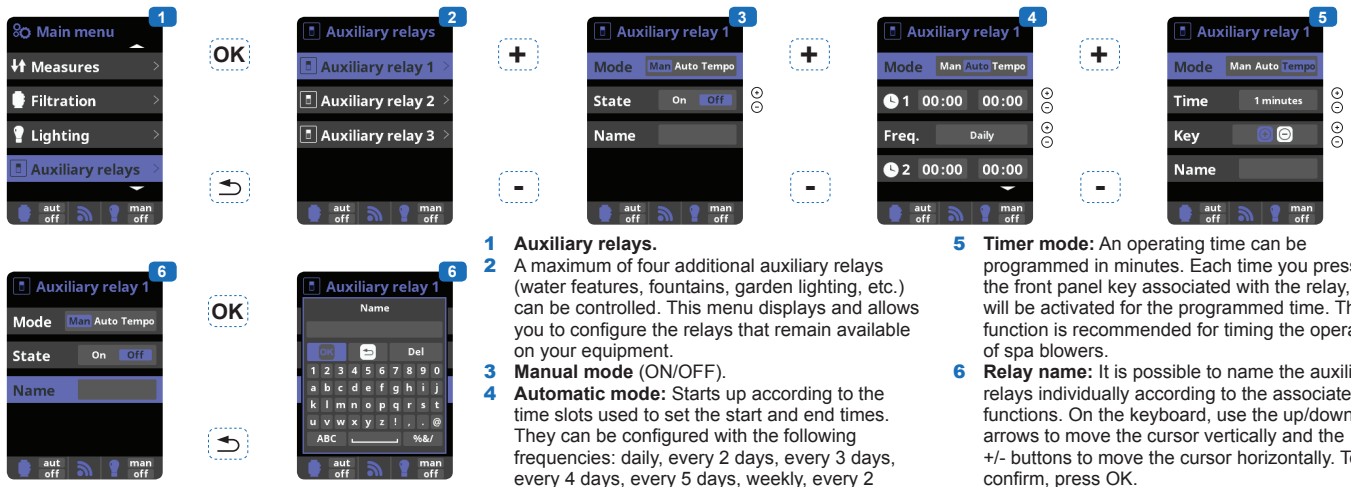 1
Main menu
Measures
Filtration
Lighting
Auxiliary relays
aut off man off
OK
2
Auxiliary relays
Auxiliary relay 1
Auxiliary relay 2
Auxiliary relay 3
aut off man off
+
-
3
Auxiliary relay 1
Mode Man Auto Tempo
State On Off
Name
aut off man off
+
-
4
Auxiliary relay 1
Mode Man Auto Tempo
1 00:00 00:00
Freq. Daily
2 00:00 00:00
aut off man off
+
-
5
Auxiliary relay 1
Mode Man Auto Tempo
Time 1 minutes
Key + -
Name
aut off man off
6
Auxiliary relay 1
Mode Man Auto Tempo
State On Off
Name
aut off man off
OK
6
Auxiliary relay 1
Name
OK Del
1 2 3 4 5 6 7 8 9 0
a b c d e f g h i j
k l m n o p q r s t
u v w x y z ! , . @
ABC %&/
aut off man off
1 Auxiliary relays.
2 A maximum of four additional auxiliary relays
(water features, fountains, garden lighting, etc.)
can be controlled. This menu displays and allows
you to configure the relays that remain available
on your equipment.
3 Manual mode (ON/OFF).
4 Automatic mode: Starts up according to the
time slots used to set the start and end times.
They can be configured with the following
frequencies: daily, every 2 days, every 3 days,
every 4 days, every 5 days, weekly, every 2
5 Timer mode: An operating time can be
programmed in minutes. Each time you press
the front panel key associated with the relay,
will be activated for the programmed time. Th
function is recommended for timing the opera
of spa blowers.
6 Relay name: It is possible to name the auxili
relays individually according to the associate
functions. On the keyboard, use the up/down
arrows to move the cursor vertically and the
+/- buttons to move the cursor horizontally. T
confirm, press OK.